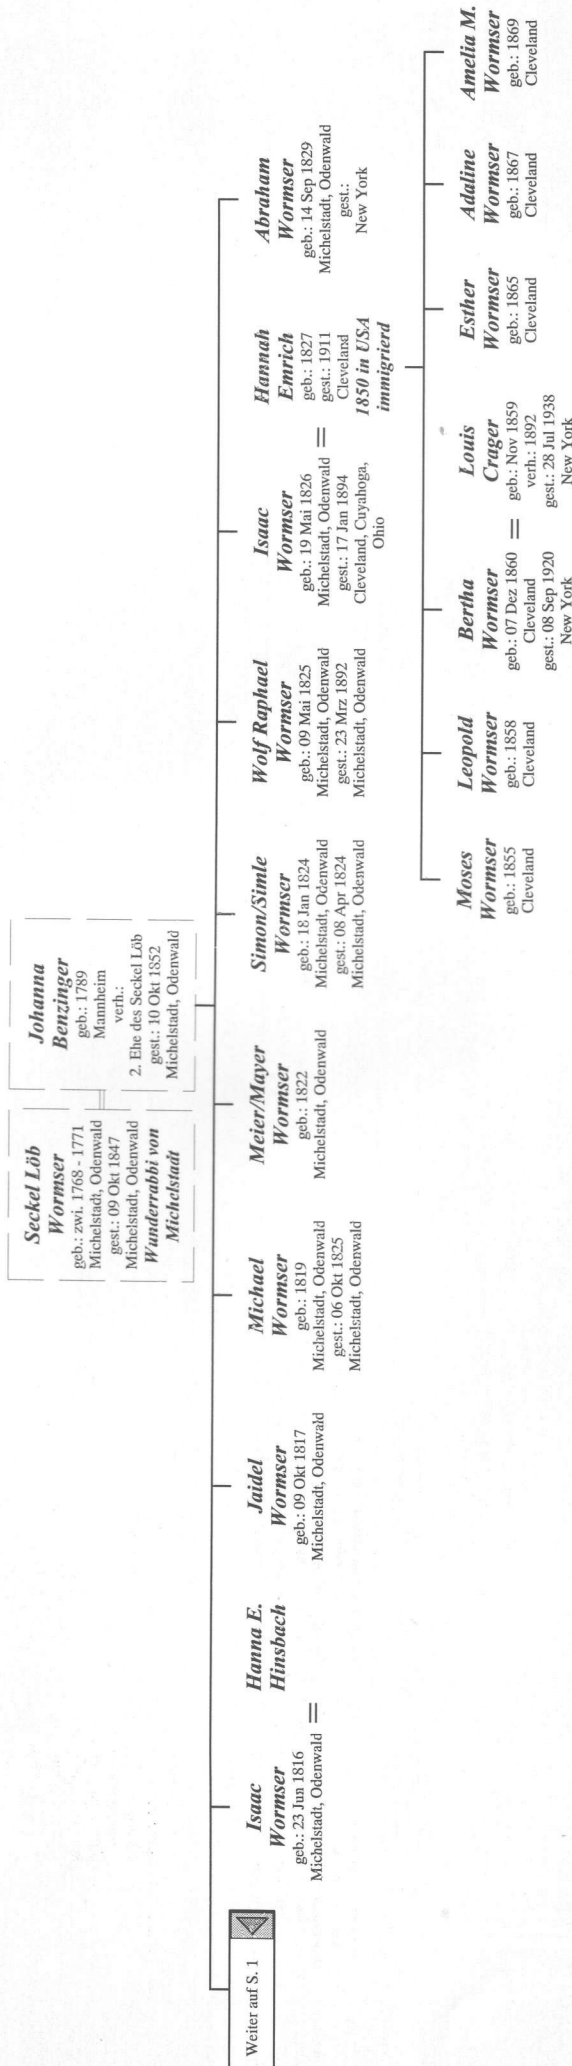 Seckel Löb
Wormser
geb.: zwi. 1768 - 1771
Michelstadt, Odenwald
gest.: 09 Okt 1847
Michelstadt, Odenwald
Wunderrabbi von
Michelstadt
Johanna
Benzinger
geb.: 1789
Mannheim
verh.:
2. Ehe des Seckel Löb
gest.: 10 Okt 1852
Michelstadt, Odenwald
Weiter auf S. 1
Isaac
Wormser
geb.: 23 Jun 1816
Michelstadt, Odenwald
=
Hanna E.
Hinsbach
Jaidel
Wormser
geb.: 09 Okt 1817
Michelstadt, Odenwald
Michael
Wormser
geb.: 1819
Michelstadt, Odenwald
gest.: 06 Okt 1825
Michelstadt, Odenwald
Meier/Mayer
Wormser
geb.: 1822
Michelstadt, Odenwald
Simon/Simle
Wormser
geb.: 18 Jan 1824
Michelstadt, Odenwald
gest.: 08 Apr 1824
Michelstadt, Odenwald
Wolf Raphael
Wormser
geb.: 09 Mai 1825
Michelstadt, Odenwald
gest.: 23 Mrz 1892
Michelstadt, Odenwald
Isaac
Wormser
geb.: 19 Mai 1826
Michelstadt, Odenwald
gest.: 17 Jan 1894
Cleveland, Cuyahoga,
Ohio
=
Hannah
Emrich
geb.: 1827
gest.: 1911
Cleveland
1850 in USA
immigrierd
Abraham
Wormser
geb.: 14 Sep 1829
Michelstadt, Odenwald
gest.:
New York
Moses
Wormser
geb.: 1855
Cleveland
Leopold
Wormser
geb.: 1858
Cleveland
Bertha
Wormser
geb.: 07 Dez 1860
Cleveland
gest.: 08 Sep 1920
New York
=
Louis
Crager
geb.: Nov 1859
verh.: 1892
gest.: 28 Jul 1938
New York
Esther
Wormser
geb.: 1865
Cleveland
Adaline
Wormser
geb.: 1867
Cleveland
Amelia M.
Wormser
geb.: 1869
Cleveland